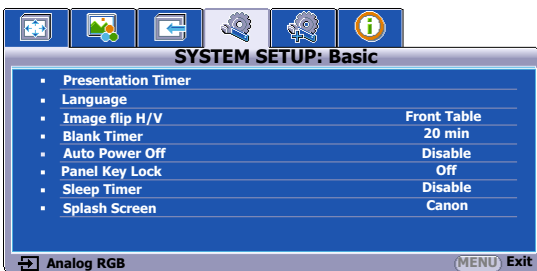 SYSTEM SETUP: Basic
Presentation Timer
Language
Image flip H/V Front Table
Blank Timer 20 min
Auto Power Off Disable
Panel Key Lock Off
Sleep Timer Disable
Splash Screen Canon
Analog RGB MENU Exit